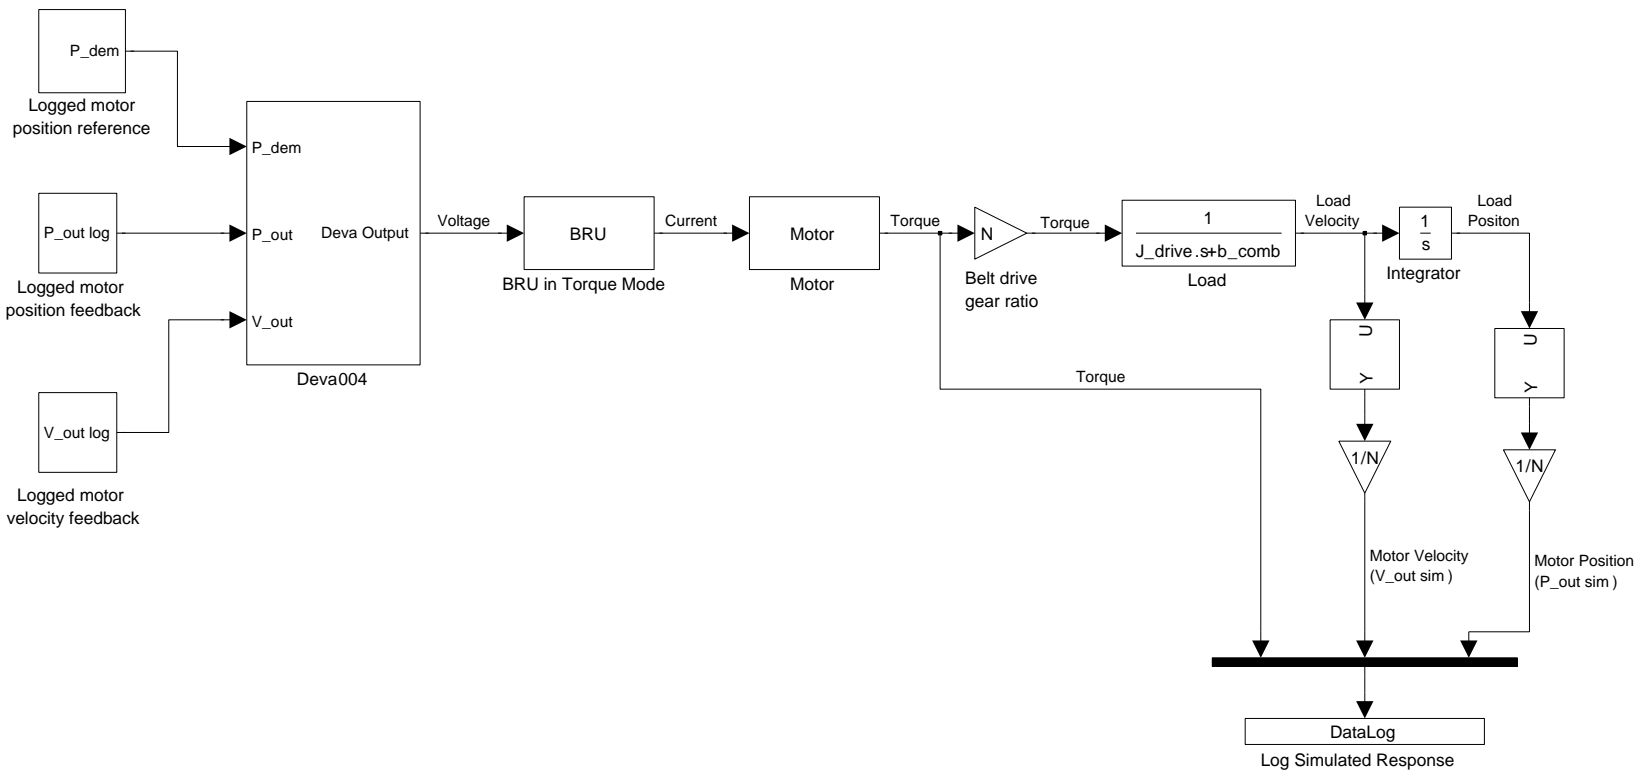 P_dem
Logged motor
position reference
P_out log
Logged motor
position feedback
V_out log
Logged motor
velocity feedback
P_dem
P_out
V_out
Deva Output
Deva004
Voltage
BRU
BRU in Torque Mode
Current
Motor
Motor
Torque
N
Belt drive
gear ratio
Torque
1
J_drive.s+b_comb
Load
Load
Velocity
1
s
Integrator
Load
Positon
Torque
U
Y
U
Y
1/N
1/N
Motor Velocity
(V_out sim )
Motor Position
(P_out sim )
DataLog
Log Simulated Response